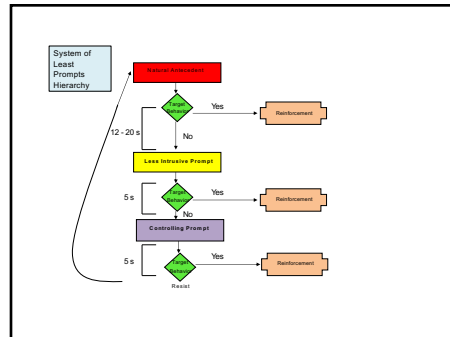 System of
Least
Prompts
Hierarchy
Natural Antecedent
Target
Behavior
Yes
Reinforcement
12 - 20 s
No
Less Intrusive Prompt
5 s
Target
Behavior
Yes
Reinforcement
No
Controlling Prompt
5 s
Target
Behavior
Yes
Reinforcement
Resist